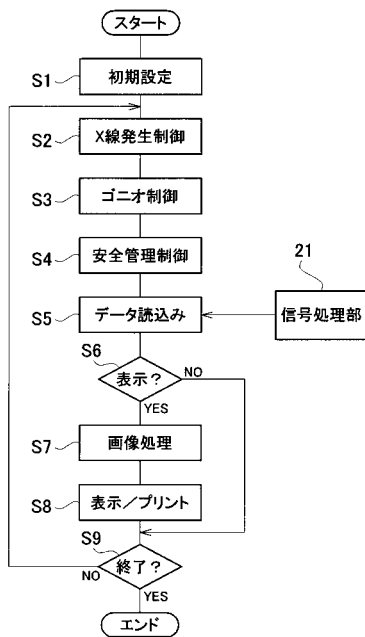 スタート
S1 初期設定
S2 X線発生制御
S3 ゴニオ制御
S4 安全管理制御
21
S5 データ読込み 信号処理部
S6
表示? NO
YES
S7 画像処理
S8 表示/プリント
S9
終了?
NO
YES
エンド